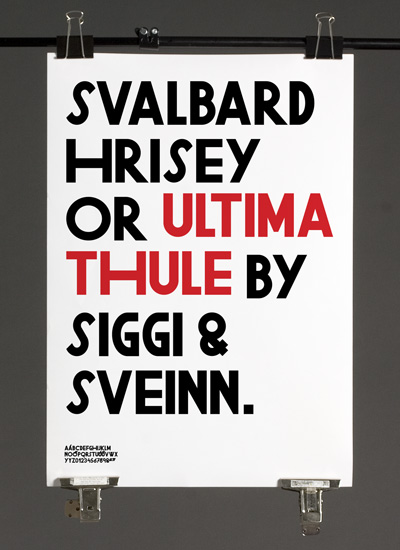 SVALBARD
HRISEY
OR ULTIMA
THULE BY
SIGGI &
SVEINN.